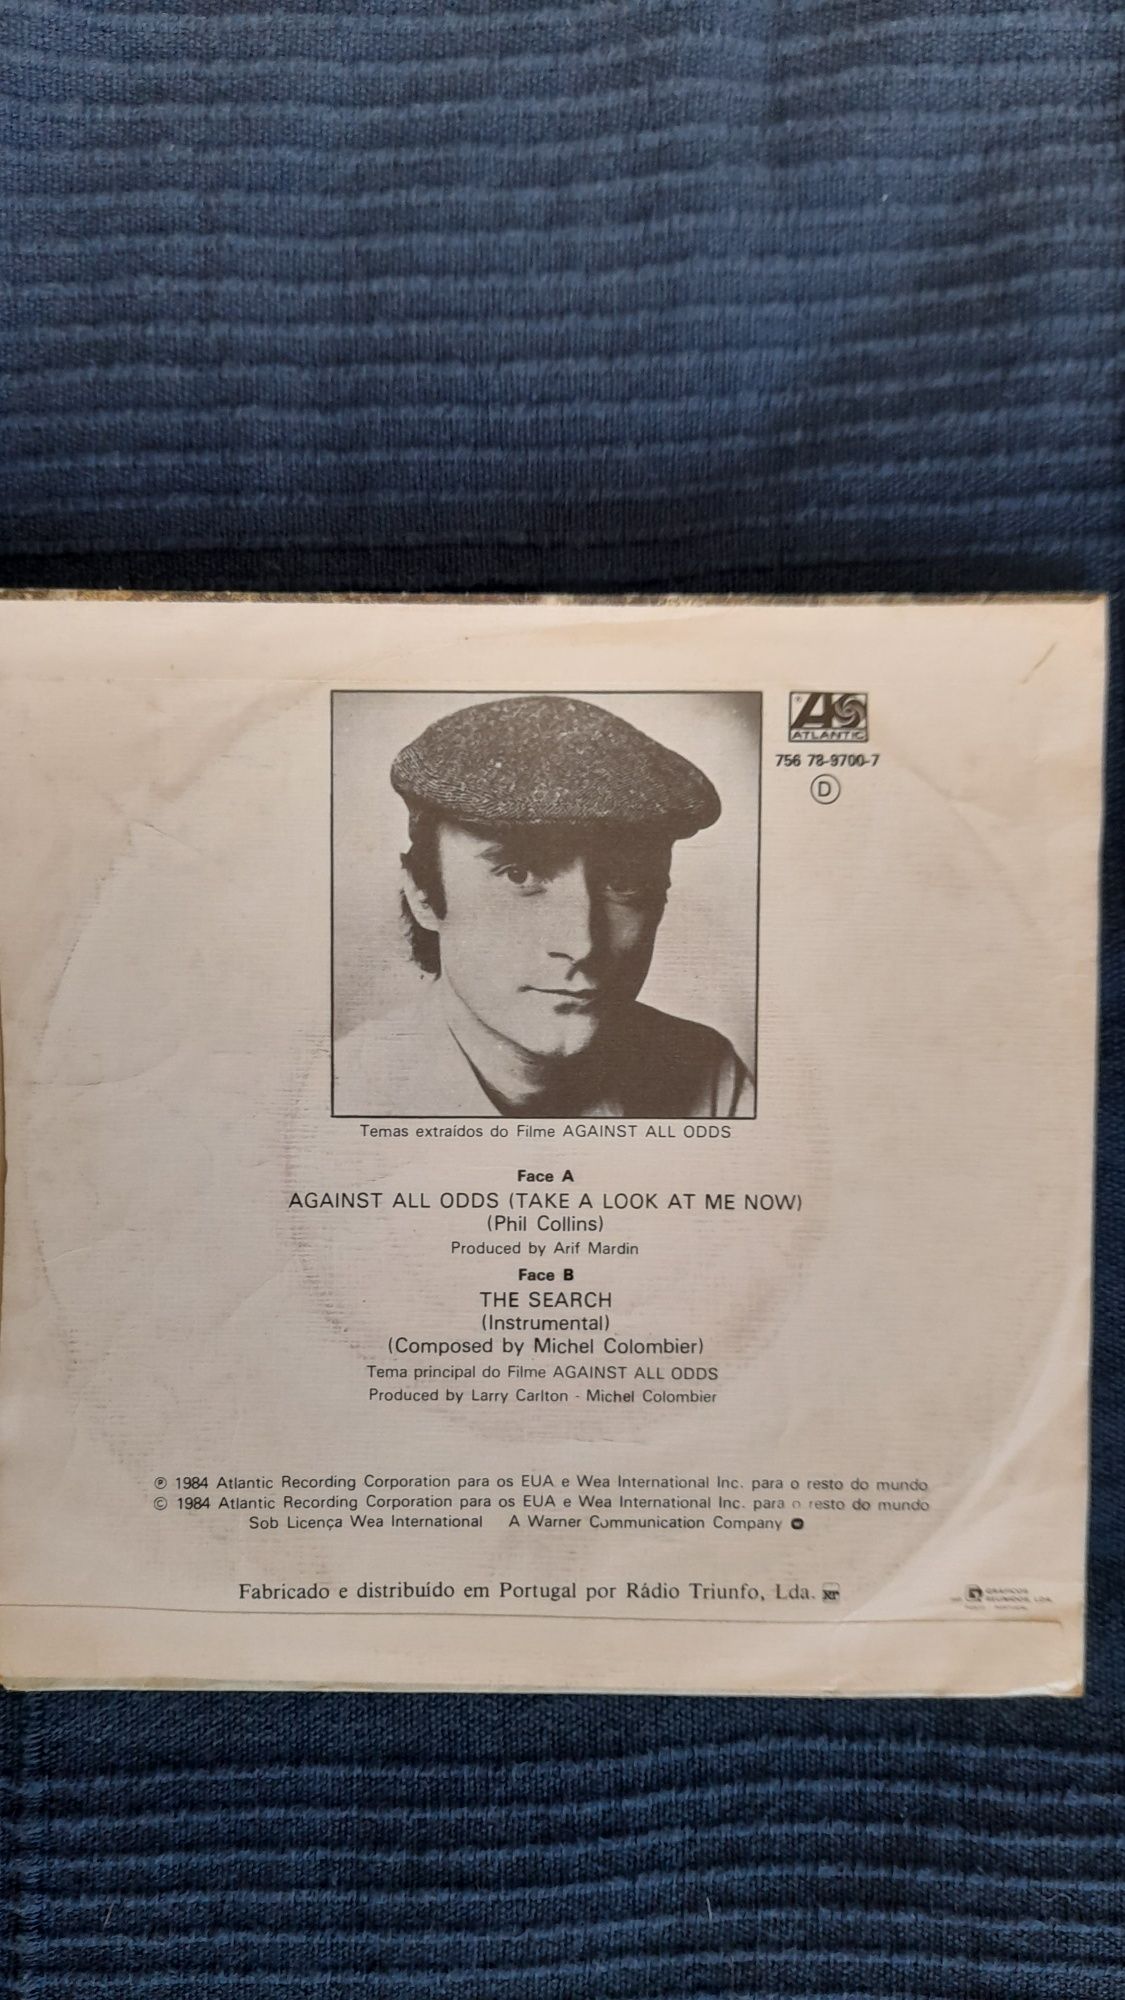 ATLANTIC
756 78-9700-7
D
Temas extraídos do Filme AGAINST ALL ODDS
Face A
AGAINST ALL ODDS (TAKE A LOOK AT ME NOW)
(Phil Collins)
Produced by Arif Mardin
Face B
THE SEARCH
(Instrumental)
(Composed by Michel Colombier)
Tema principal do Filme AGAINST ALL ODDS
Produced by Larry Carlton - Michel Colombier
℗ 1984 Atlantic Recording Corporation para os EUA e Wea International Inc. para o resto do mundo
© 1984 Atlantic Recording Corporation para os EUA e Wea International Inc. para o resto do mundo
Sob Licença Wea International A Warner Communication Company
Fabricado e distribuído em Portugal por Rádio Triunfo, Lda.
GRAFICOS
REUNIDOS, LDA.